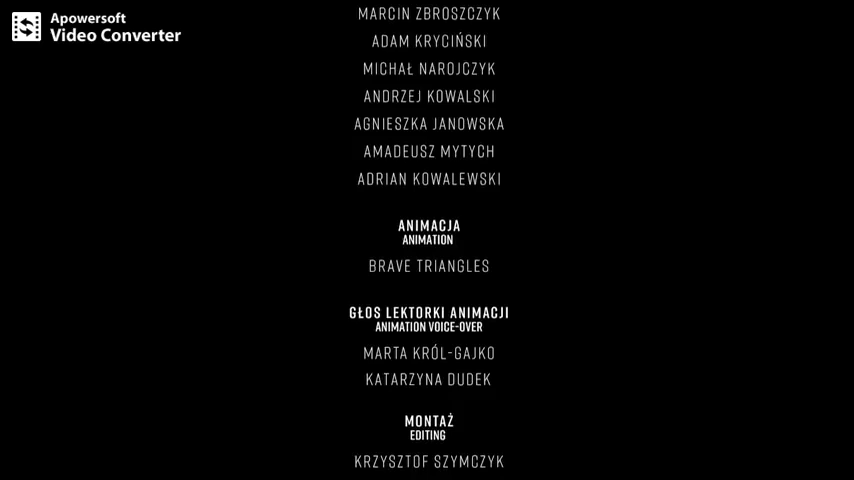 Apowersoft
Video Converter
MARCIN ZBROSZCZYK
ADAM KRYCIŃSKI
MICHAŁ NAROJCZYK
ANDRZEJ KOWALSKI
AGNIESZKA JANOWSKA
AMADEUSZ MYTYCH
ADRIAN KOWALEWSKI
ANIMACJA
ANIMATION
BRAVE TRIANGLES
GŁOS LEKTORKI ANIMACJI
ANIMATION VOICE-OVER
MARTA KRÓL-GAJKO
KATARZYNA DUDEK
MONTAŻ
EDITING
KRZYSZTOF SZYMCZYK